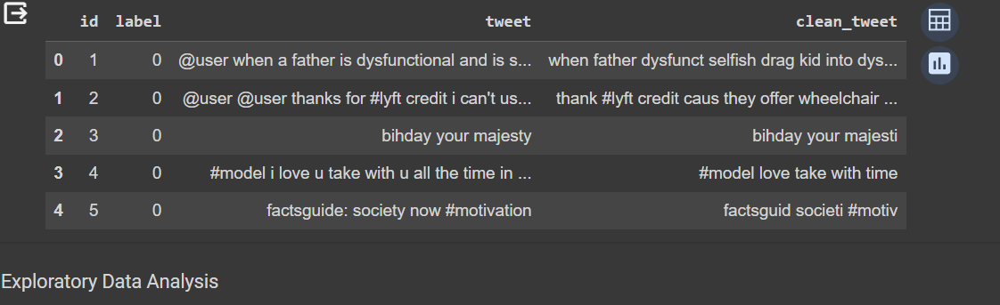 id label tweet clean_tweet
0 1 0 @user when a father is dysfunctional and is s... when father dysfunct selfish drag kid into dys...
1 2 0 @user @user thanks for #lyft credit i can't us... thank #lyft credit caus they offer wheelchair ...
2 3 0 bihday your majesty bihday your majesti
3 4 0 #model i love u take with u all the time in ... #model love take with time
4 5 0 factsguide: society now #motivation factsguid societi #motiv
Exploratory Data Analysis